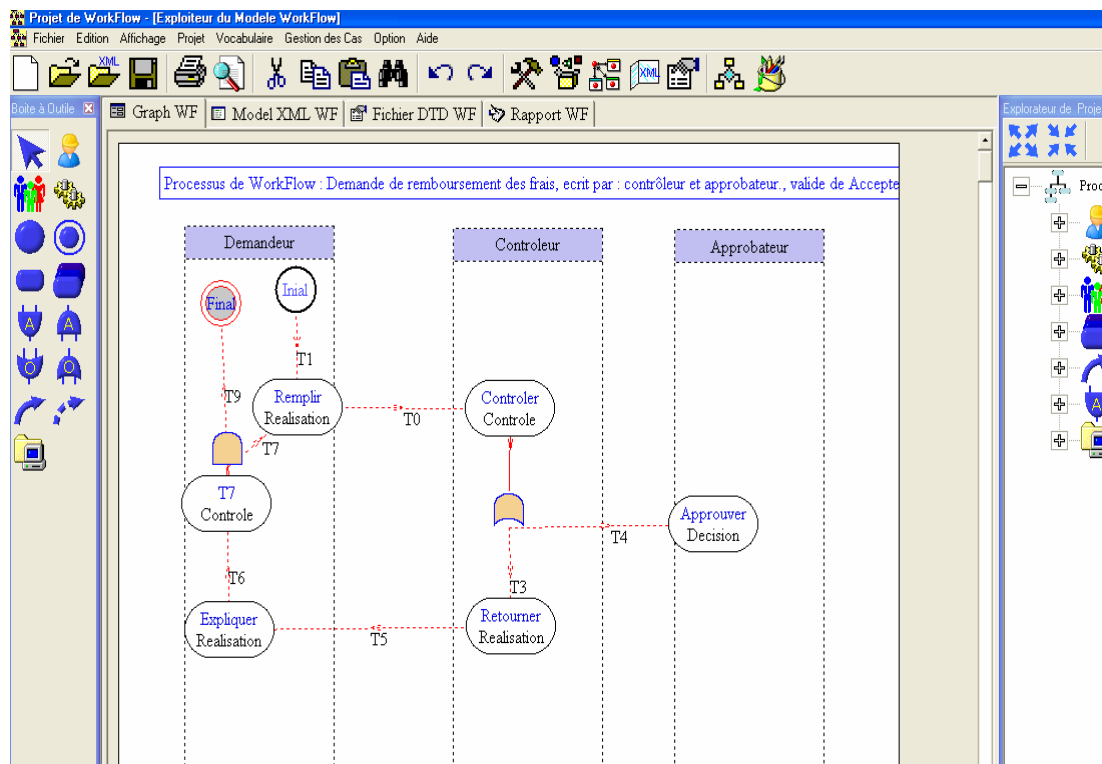 Projet de WorkFlow - [Exploiteur du Modele WorkFlow]
Fichier Edition Affichage Projet Vocabulaire Gestion des Cas Option Aide
XML
XML
Boite à Outile
Graph WF Model XML WF Fichier DTD WF Rapport WF
Explorateur de Proje
Processus de WorkFlow : Demande de remboursement des frais, ecrit par : contrôleur et approbateur., valide de Accepte
Proc
Demandeur Controleur Approbateur
Final Inial
T1
T9
Remplir
Realisation
T0
Controler
Controle
T7
T7
Controle
Approuver
Decision
T4
T6
T3
Expliquer
Realisation
T5
Retourner
Realisation
A A
O O
A